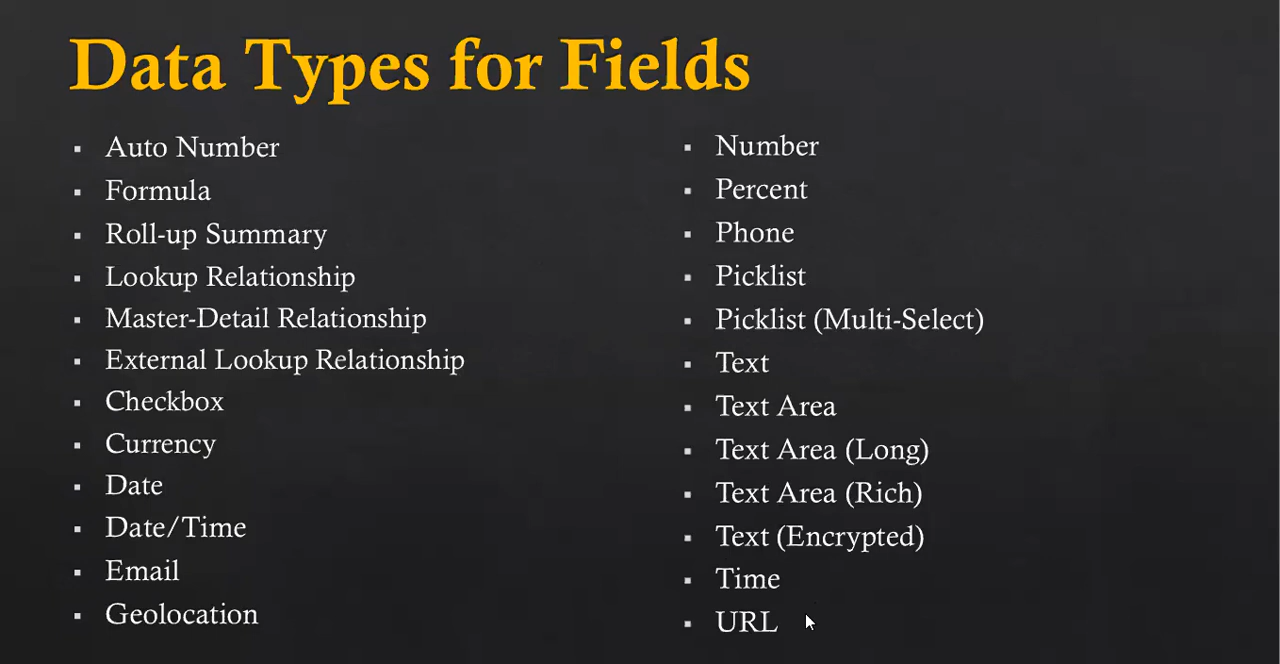 Data Types for Fields
▪ Auto Number
▪ Formula
▪ Roll-up Summary
▪ Lookup Relationship
▪ Master-Detail Relationship
▪ External Lookup Relationship
▪ Checkbox
▪ Currency
▪ Date
▪ Date/Time
▪ Email
▪ Geolocation
▪ Number
▪ Percent
▪ Phone
▪ Picklist
▪ Picklist (Multi-Select)
▪ Text
▪ Text Area
▪ Text Area (Long)
▪ Text Area (Rich)
▪ Text (Encrypted)
▪ Time
▪ URL